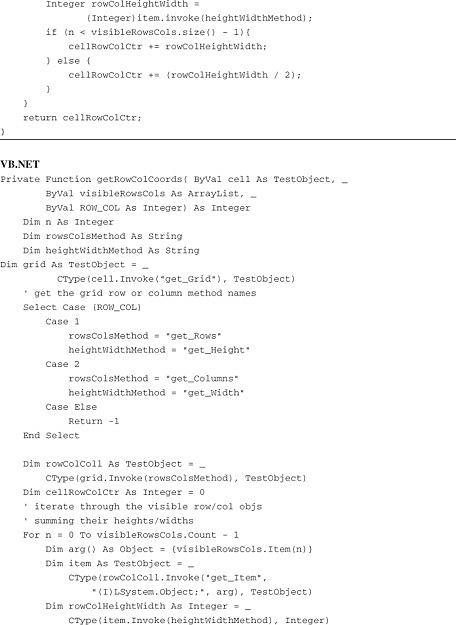 Integer rowColHeightWidth =
               (Integer)item.invoke(heightWidthMethod);
        if (n < visibleRowsCols.size() - 1){
            cellRowColCtr += rowColHeightWidth;
        } else {
            cellRowColCtr += (rowColHeightWidth / 2);
        }
    }
    return cellRowColCtr;
}
VB.NET
Private Function getRowColCoords( ByVal cell As TestObject, _
        ByVal visibleRowsCols As ArrayList, _
        ByVal ROW_COL As Integer) As Integer
    Dim n As Integer
    Dim rowsColsMethod As String
    Dim heightWidthMethod As String
Dim grid As TestObject = _
          CType(cell.Invoke("get_Grid"), TestObject)
    ' get the grid row or column method names
    Select Case (ROW_COL)
        Case 1
            rowsColsMethod = "get_Rows"
            heightWidthMethod = "get_Height"
        Case 2
            rowsColsMethod = "get_Columns"
            heightWidthMethod = "get_Width"
        Case Else
            Return -1
    End Select
    Dim rowColColl As TestObject = _
        CType(grid.Invoke(rowsColsMethod), TestObject)
    Dim cellRowColCtr As Integer = 0
    ' iterate through the visible row/col objs
    ' summing their heights/widths
    For n = 0 To visibleRowsCols.Count - 1
        Dim arg() As Object = {visibleRowsCols.Item(n)}
        Dim item As TestObject = _
            CType(rowColColl.Invoke("get_Item",
                "(I)LSystem.Object;", arg), TestObject)
        Dim rowColHeightWidth As Integer = _
            CType(item.Invoke(heightWidthMethod), Integer)